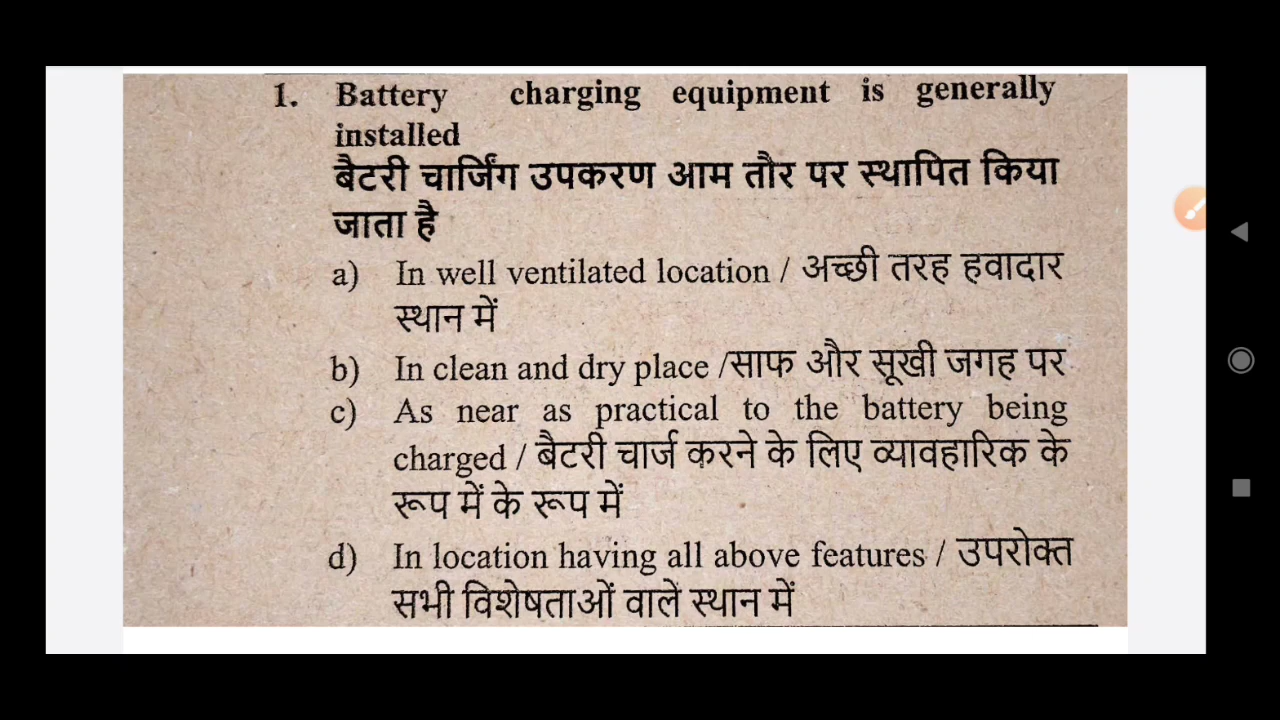 1. Battery charging equipment is generally
installed
बैटरी चार्जिंग उपकरण आम तौर पर स्थापित किया
जाता है
a) In well ventilated location / अच्छी तरह हवादार
स्थान में
b) In clean and dry place /साफ और सूखी जगह पर
c) As near as practical to the battery being
charged / बैटरी चार्ज करने के लिए व्यावहारिक के
रूप में के रूप में
d) In location having all above features / उपरोक्त
सभी विशेषताओं वाले स्थान में